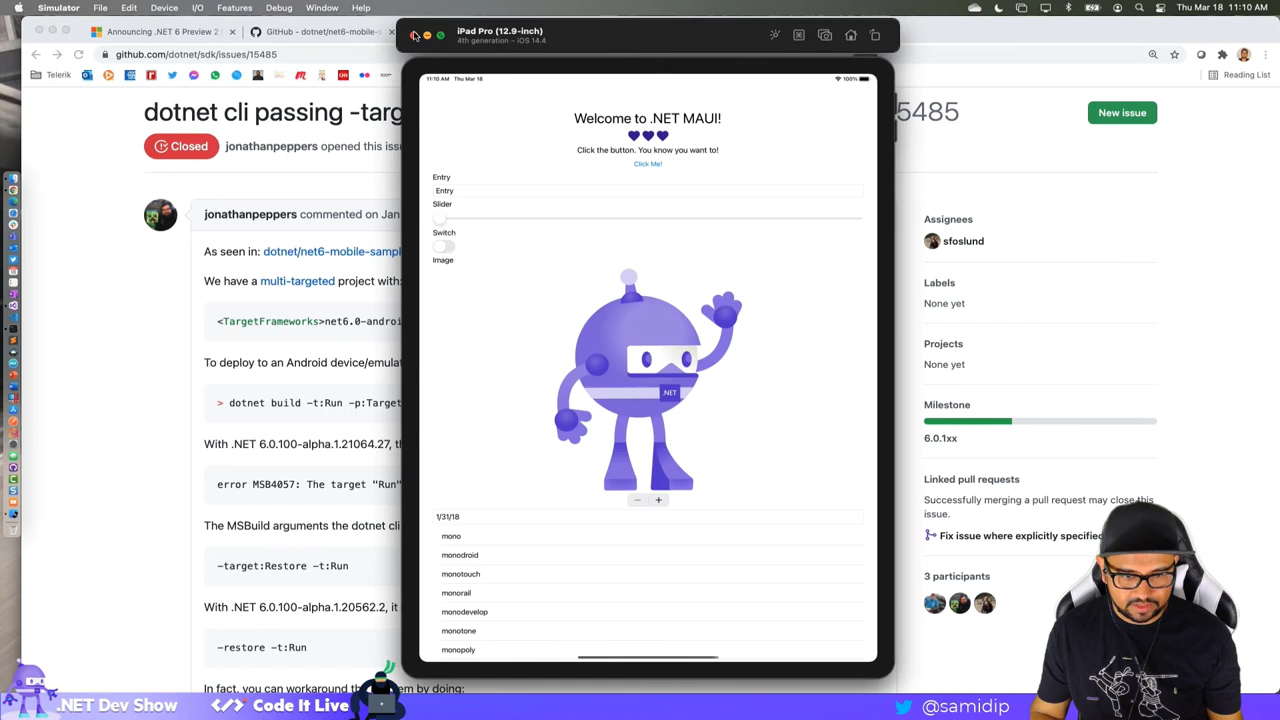 Simulator File Edit Device I/O Features Debug Window Help
Thu Mar 18 11:10 AM
Announcing .NET 6 Preview 2
GitHub - dotnet/net6-mobile-s
github.com/dotnet/sdk/issues/15485
Telerik
Reading List
iPad Pro (12.9-inch)
4th generation – iOS 14.4
dotnet cli passing -targ
5485
New issue
Closed
jonathanpeppers opened this issu
jonathanpeppers commented on Jan
As seen in: dotnet/net6-mobile-sampl
We have a multi-targeted project with:
<TargetFrameworks>net6.0-androi
To deploy to an Android device/emulat
> dotnet build -t:Run -p:Target
With .NET 6.0.100-alpha.1.21064.27, th
error MSB4057: The target "Run"
The MSBuild arguments the dotnet cli
-target:Restore -t:Run
With .NET 6.0.100-alpha.1.20562.2, it
-restore -t:Run
In fact, you can workaround th em by doing:
11:10 AM Thu Mar 18
100%
Welcome to .NET MAUI!
Click the button. You know you want to!
Click Me!
Entry
Entry
Slider
Switch
Image
.NET
− +
1/31/18
mono
monodroid
monotouch
monorail
monodevelop
monotone
monopoly
Assignees
sfoslund
Labels
None yet
Projects
None yet
Milestone
6.0.1xx
Linked pull requests
Successfully merging a pull request may close this
issue.
Fix issue where explicitly specified
3 participants
.NET Dev Show
Code It Live
@samidip